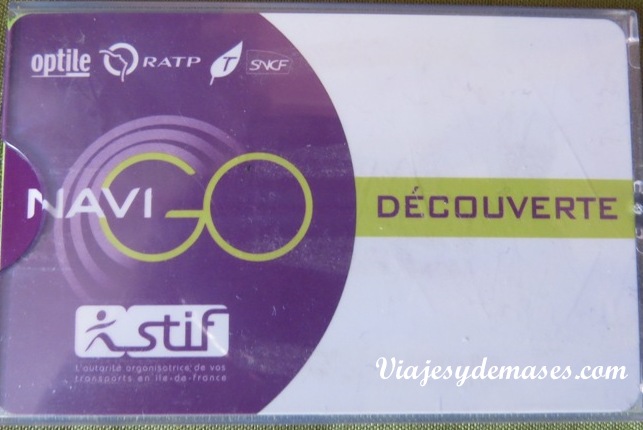 optile RATP T SNCF
NAVIGO DÉCOUVERTE
stif
L'autorité organisatrice de vos
transports en île-de-france
Viajesydemases.com